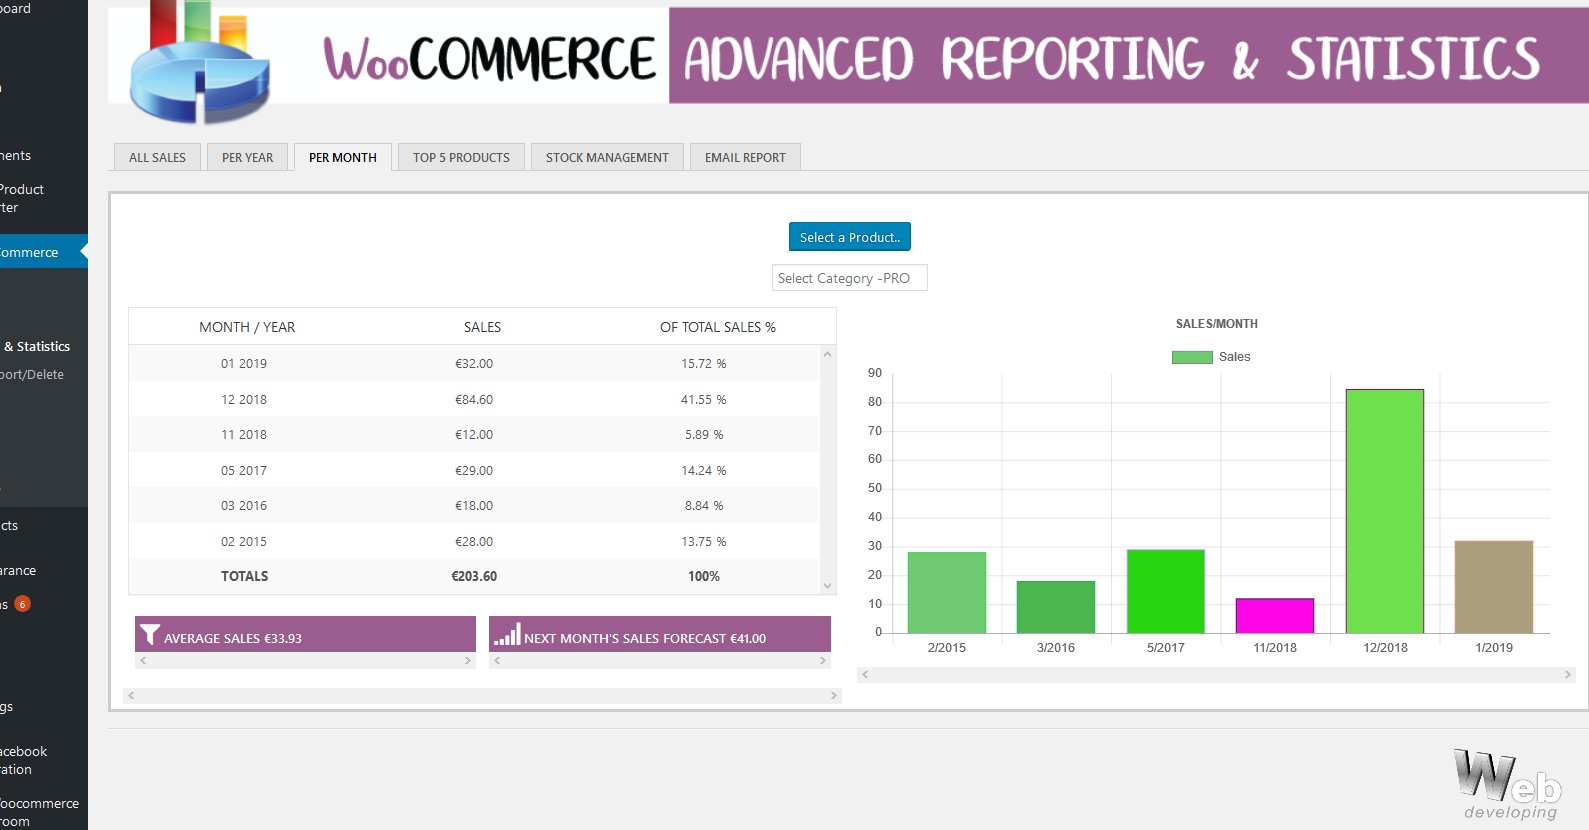 board
WooCOMMERCE ADVANCED REPORTING & STATISTICS
ments
Product
rter
Commerce
& Statistics
port/Delete
cts
arance
ns 6
gs
acebook
ration
oocommerce
room
ALL SALES PER YEAR PER MONTH TOP 5 PRODUCTS STOCK MANAGEMENT EMAIL REPORT
Select a Product..
Select Category -PRO
MONTH / YEAR SALES OF TOTAL SALES %
01 2019 €32.00 15.72 %
12 2018 €84.60 41.55 %
11 2018 €12.00 5.89 %
05 2017 €29.00 14.24 %
03 2016 €18.00 8.84 %
02 2015 €28.00 13.75 %
TOTALS €203.60 100%
AVERAGE SALES €33.93
NEXT MONTH'S SALES FORECAST €41.00
SALES/MONTH
Sales
90
80
70
60
50
40
30
20
10
0
2/2015 3/2016 5/2017 11/2018 12/2018 1/2019
Web
developing